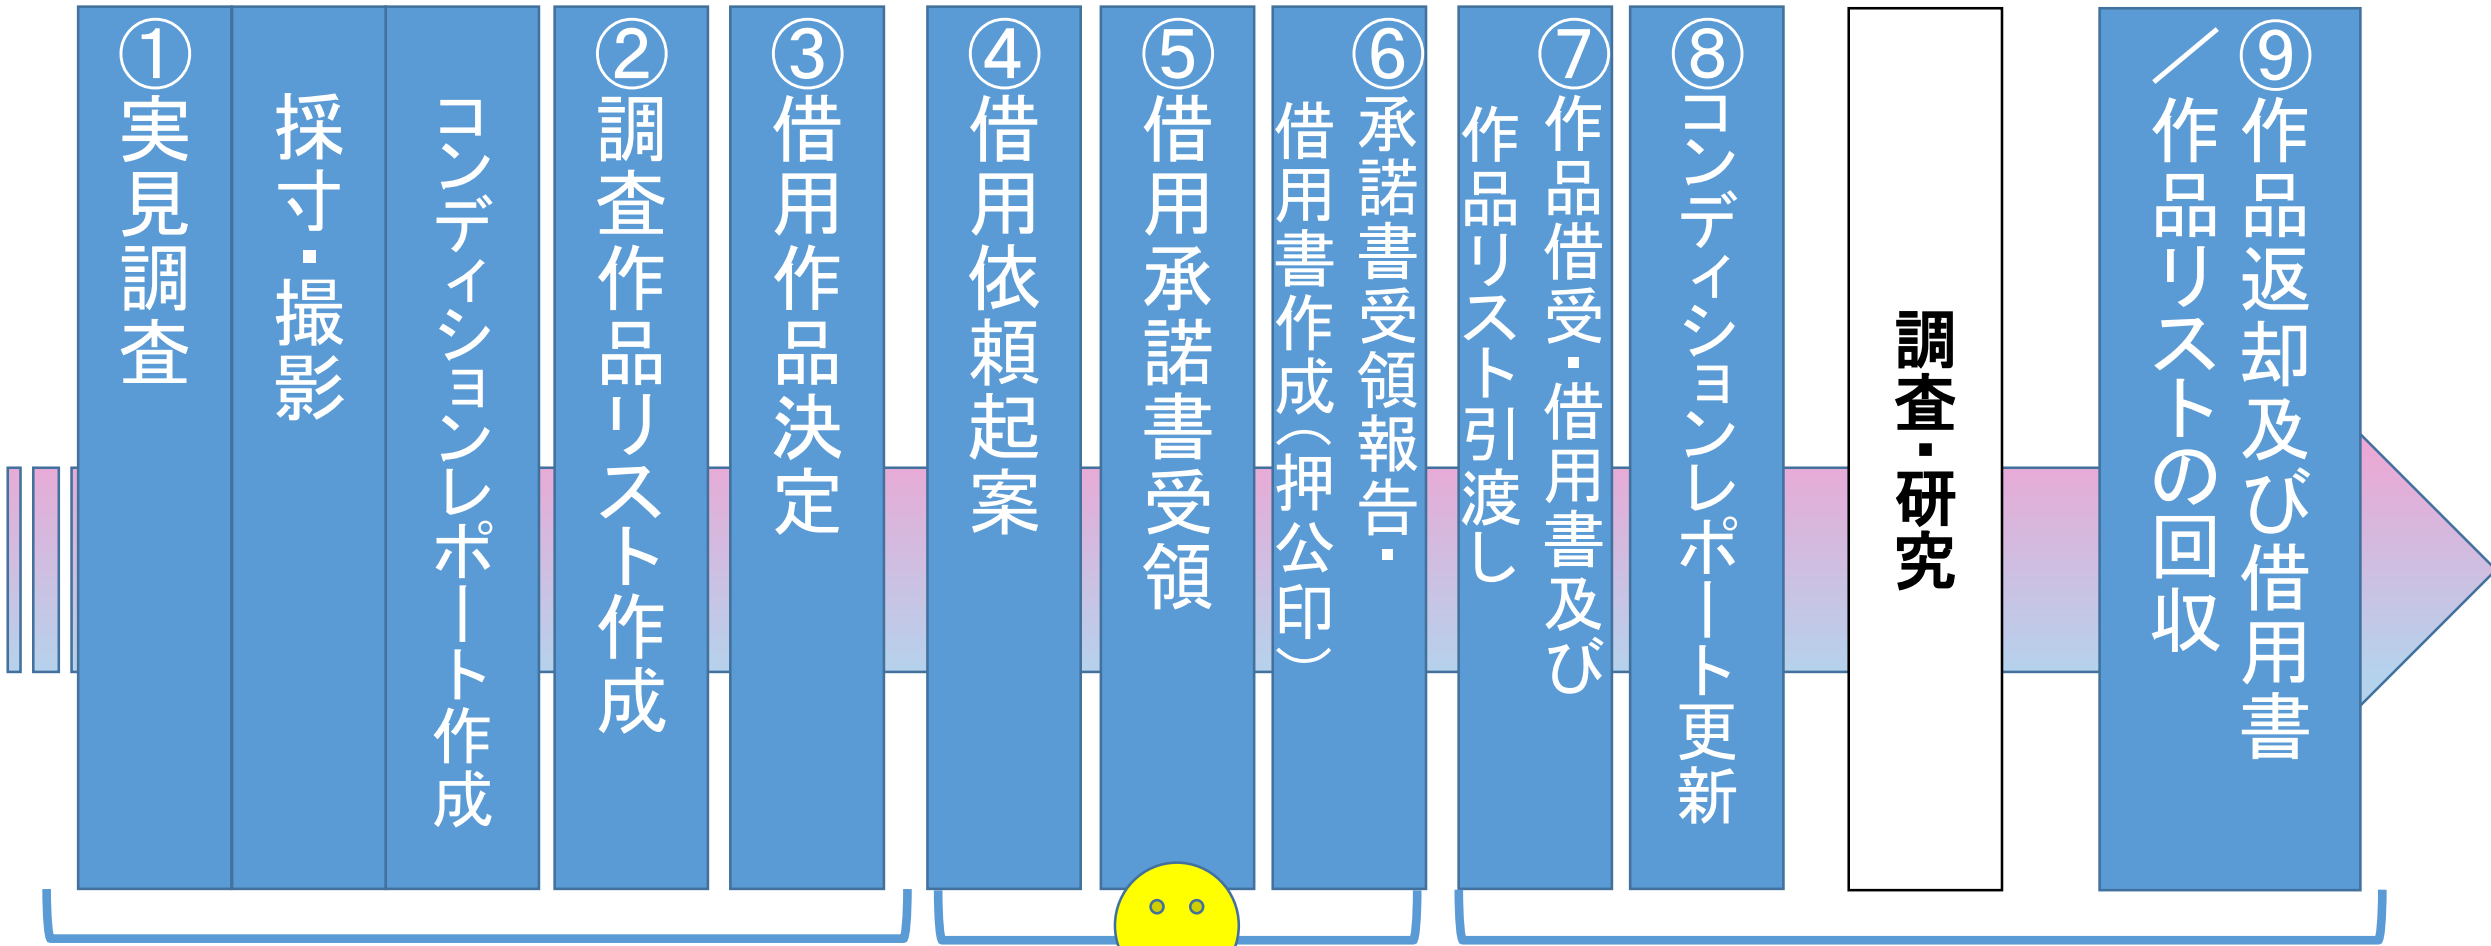 ①実見調査
採寸・撮影
コンディションレポート作成
②調査作品リスト作成
③借用作品決定
④借用依頼起案
⑤借用承諾書受領
⑥承諾書受領報告・
借用書作成（押公印）
⑦作品借受・借用書及び
作品リスト引渡し
⑧コンディションレポート更新
調査・研究
⑨作品返却及び借用書
／作品リストの回収